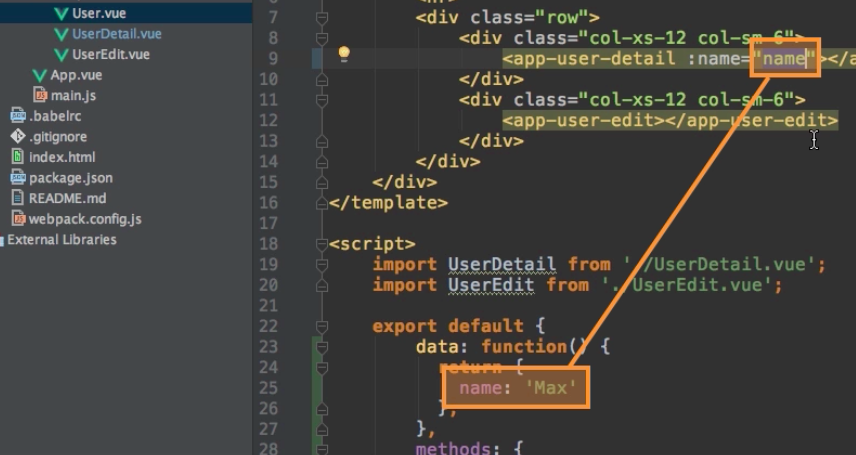 User.vue
UserDetail.vue
UserEdit.vue
App.vue
main.js
.babelrc
.gitignore
index.html
package.json
README.md
webpack.config.js
External Libraries
7 <div class="row">
8 <div class="col-xs-12 col-sm-6">
9 <app-user-detail :name="name"></a
10 </div>
11 <div class="col-xs-12 col-sm-6">
12 <app-user-edit></app-user-edit>
13 </div>
14 </div>
15 </div>
16 </template>
17
18 <script>
19 import UserDetail from './UserDetail.vue';
20 import UserEdit from './UserEdit.vue';
21
22 export default {
23 data: function() {
24 return {
25 name: 'Max'
26 };
27 },
28 methods: {